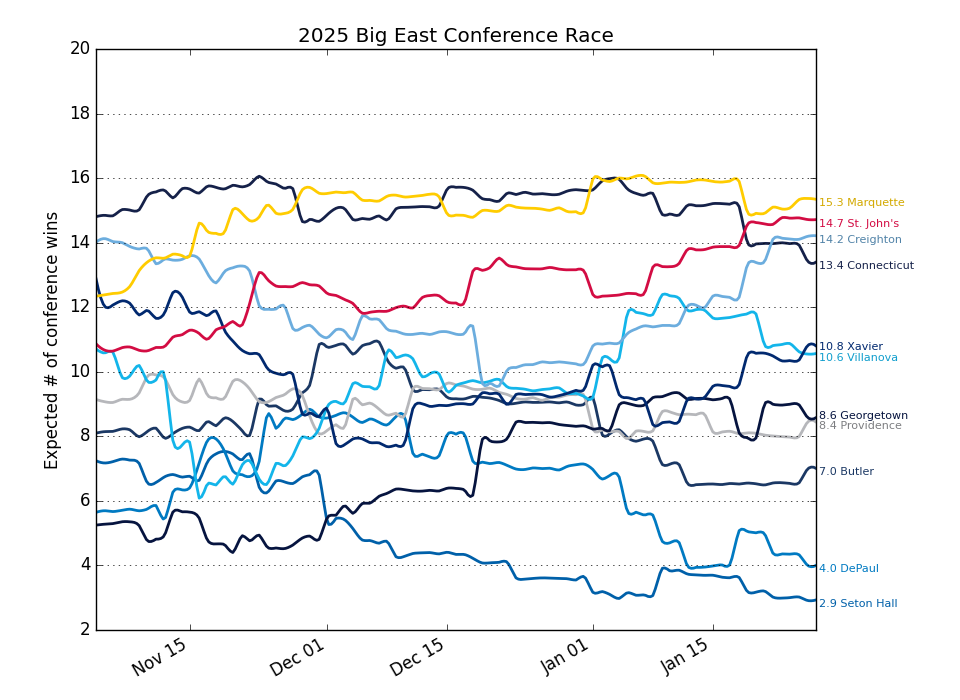 2025 Big East Conference Race
Expected # of conference wins
20
18
16
14
12
10
8
6
4
2
Nov 15
Dec 01
Dec 15
Jan 01
Jan 15
15.3 Marquette
14.7 St. John's
14.2 Creighton
13.4 Connecticut
10.8 Xavier
10.6 Villanova
8.6 Georgetown
8.4 Providence
7.0 Butler
4.0 DePaul
2.9 Seton Hall